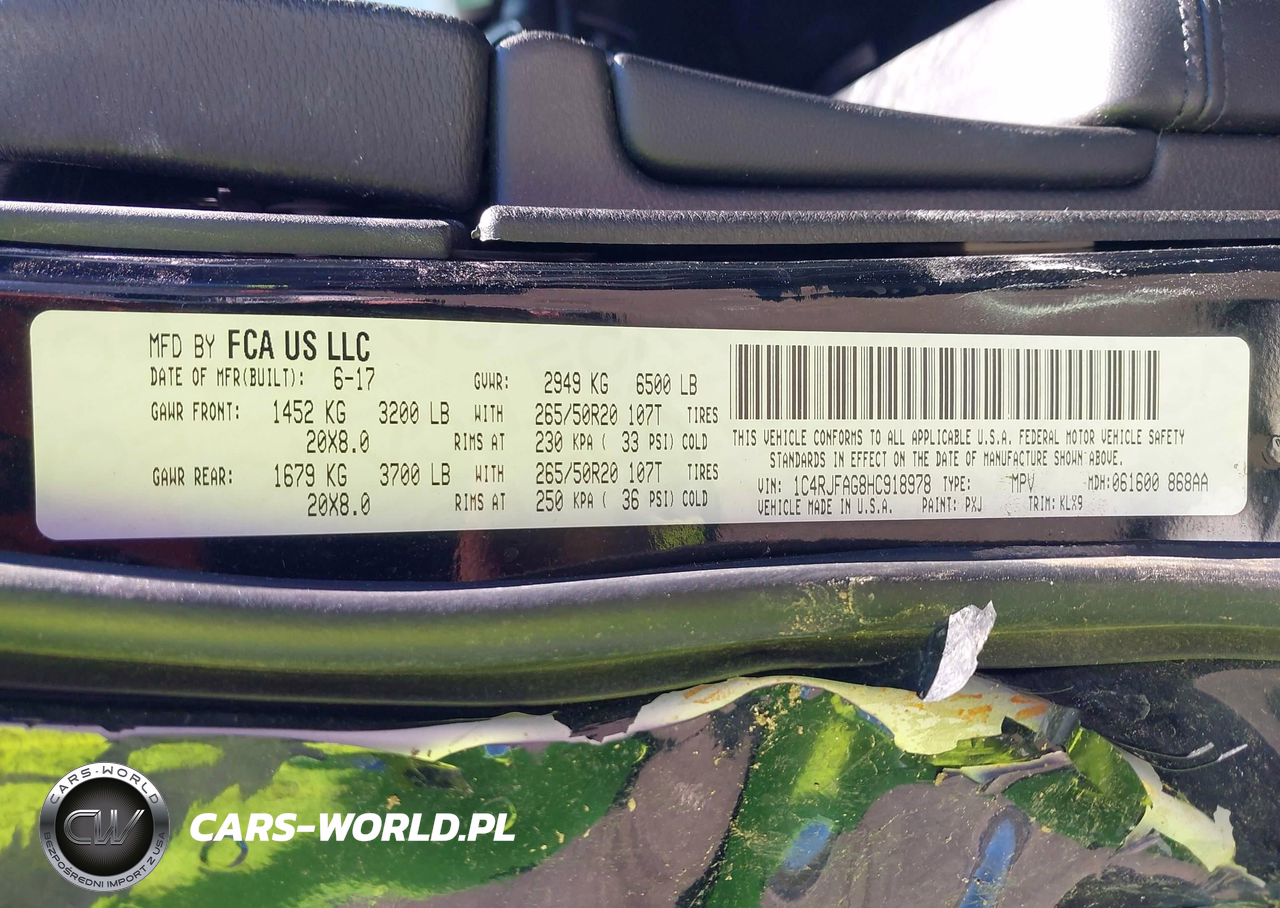 MFD BY FCA US LLC
DATE OF MFR(BUILT): 6-17 GVWR: 2949 KG 6500 LB
GAWR FRONT: 1452 KG 3200 LB WITH 265/50R20 107T TIRES
20X8.0 RIMS AT 230 KPA ( 33 PSI) COLD
GAWR REAR: 1679 KG 3700 LB WITH 265/50R20 107T TIRES
20X8.0 RIMS AT 250 KPA ( 36 PSI) COLD
THIS VEHICLE CONFORMS TO ALL APPLICABLE U.S.A. FEDERAL MOTOR VEHICLE SAFETY
STANDARDS IN EFFECT ON THE DATE OF MANUFACTURE SHOWN ABOVE.
VIN: 1C4RJFAG8HC918978 TYPE: MPV MDH:061600 868AA
VEHICLE MADE IN U.S.A. PAINT: PXJ TRIM: KLX9
CARS-WORLD
CW
BEZPOŚREDNI IMPORT Z USA
CARS-WORLD.PL